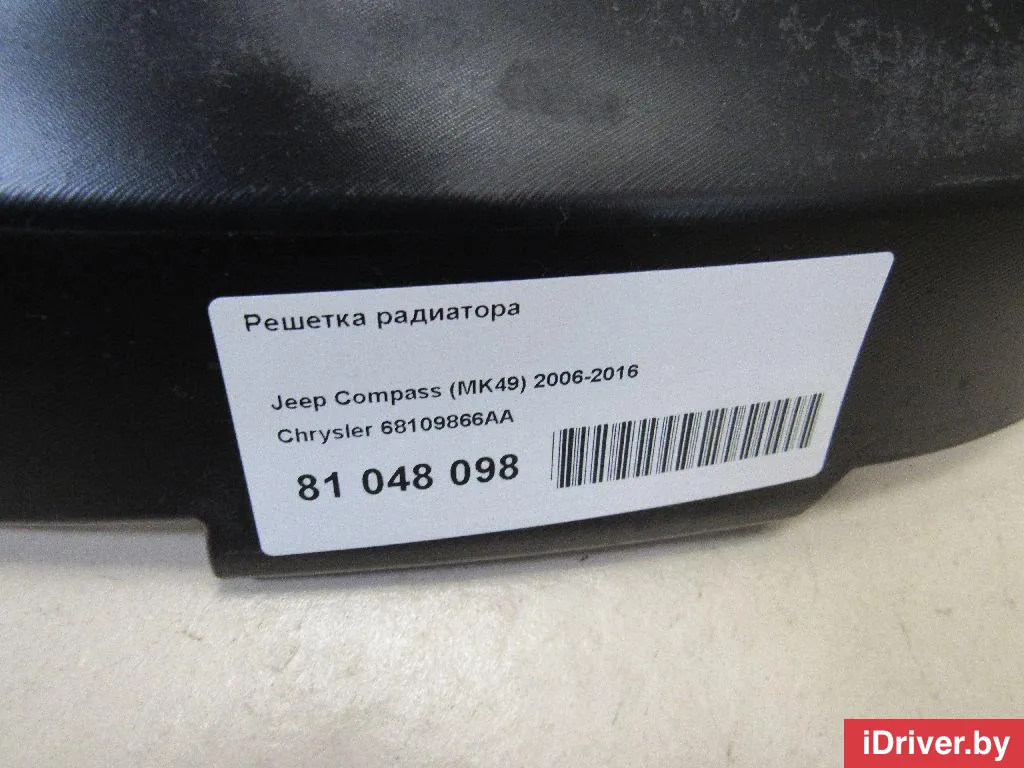 Решетка радиатора
Jeep Compass (MK49) 2006-2016
Chrysler 68109866AA
81 048 098
iDriver.by